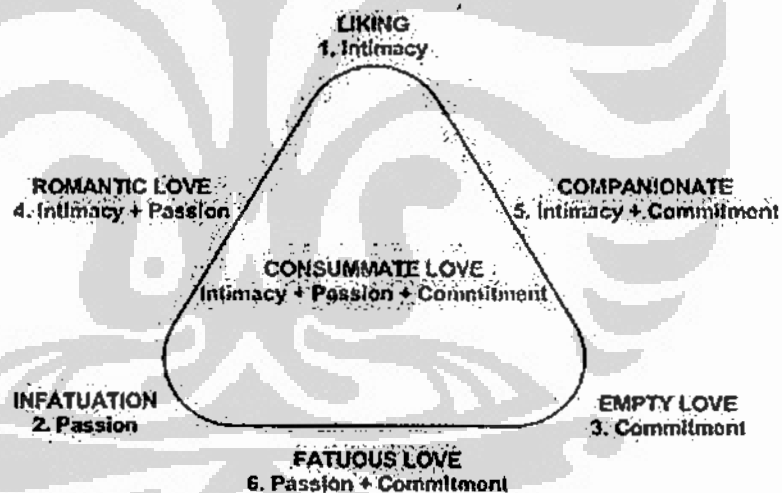 LIKING
1. Intimacy
ROMANTIC LOVE
4. Intimacy + Passion
COMPANIONATE
5. Intimacy + Commitment
CONSUMMATE LOVE
Intimacy + Passion + Commitment
INFATUATION
2. Passion
EMPTY LOVE
3. Commitment
FATUOUS LOVE
6. Passion + Commitment